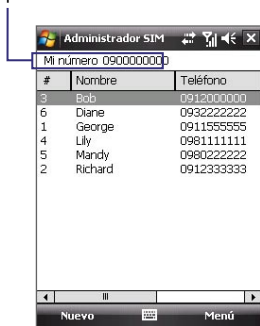 Administrador SIM
Mi número 0900000000
# Nombre Teléfono
3 Bob 0912000000
6 Diane 0932222222
1 George 0911555555
4 Lily 0981111111
5 Mandy 0980222222
2 Richard 0912333333
Nuevo Menú